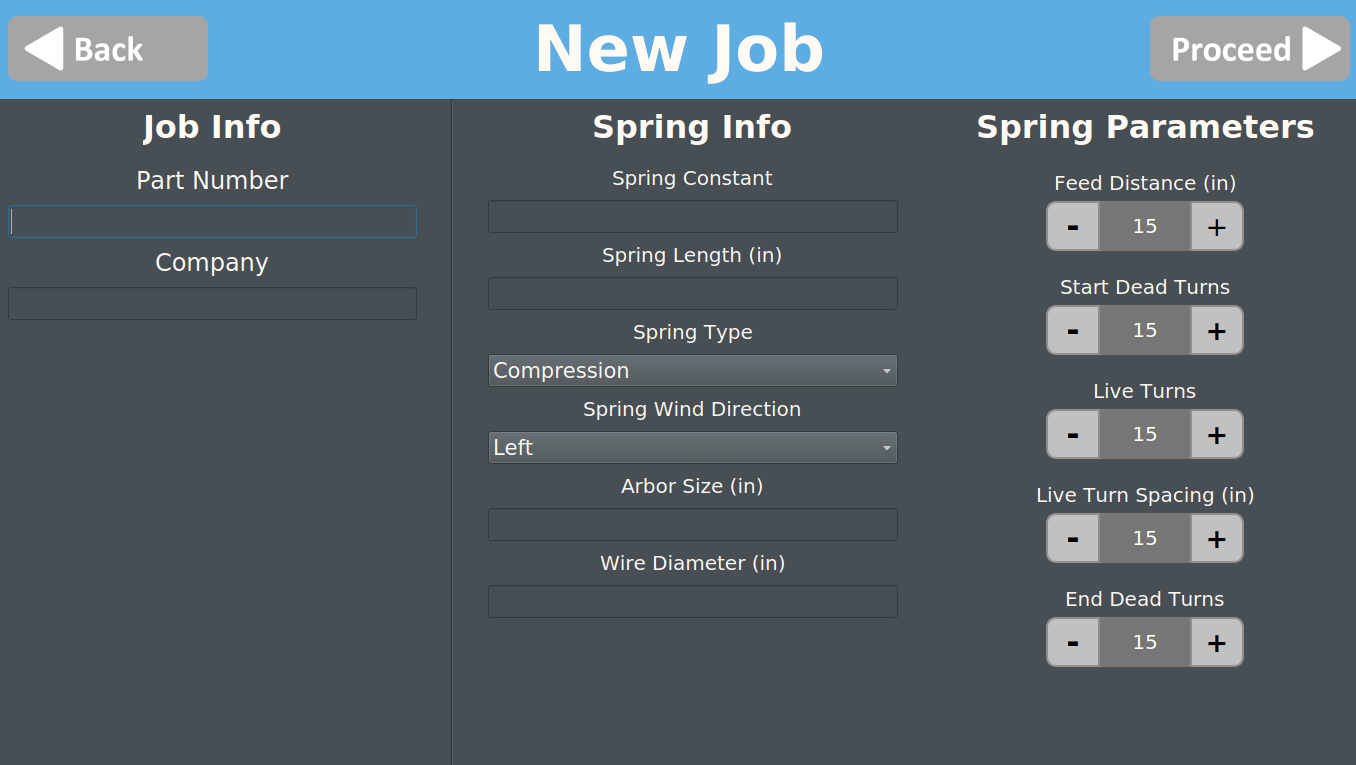 Back
New Job
Proceed
Job Info
Part Number
Company
Spring Info
Spring Constant
Spring Length (in)
Spring Type
Compression
Spring Wind Direction
Left
Arbor Size (in)
Wire Diameter (in)
Spring Parameters
Feed Distance (in)
- 15 +
Start Dead Turns
- 15 +
Live Turns
- 15 +
Live Turn Spacing (in)
- 15 +
End Dead Turns
- 15 +